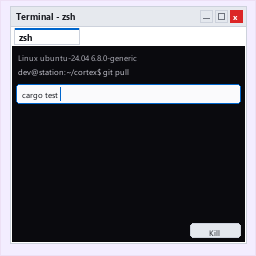 Terminal - zsh
zsh
Linux ubuntu-24.04 6.8.0-generic
dev@station:~/cortex$ git pull
cargo test
Kill